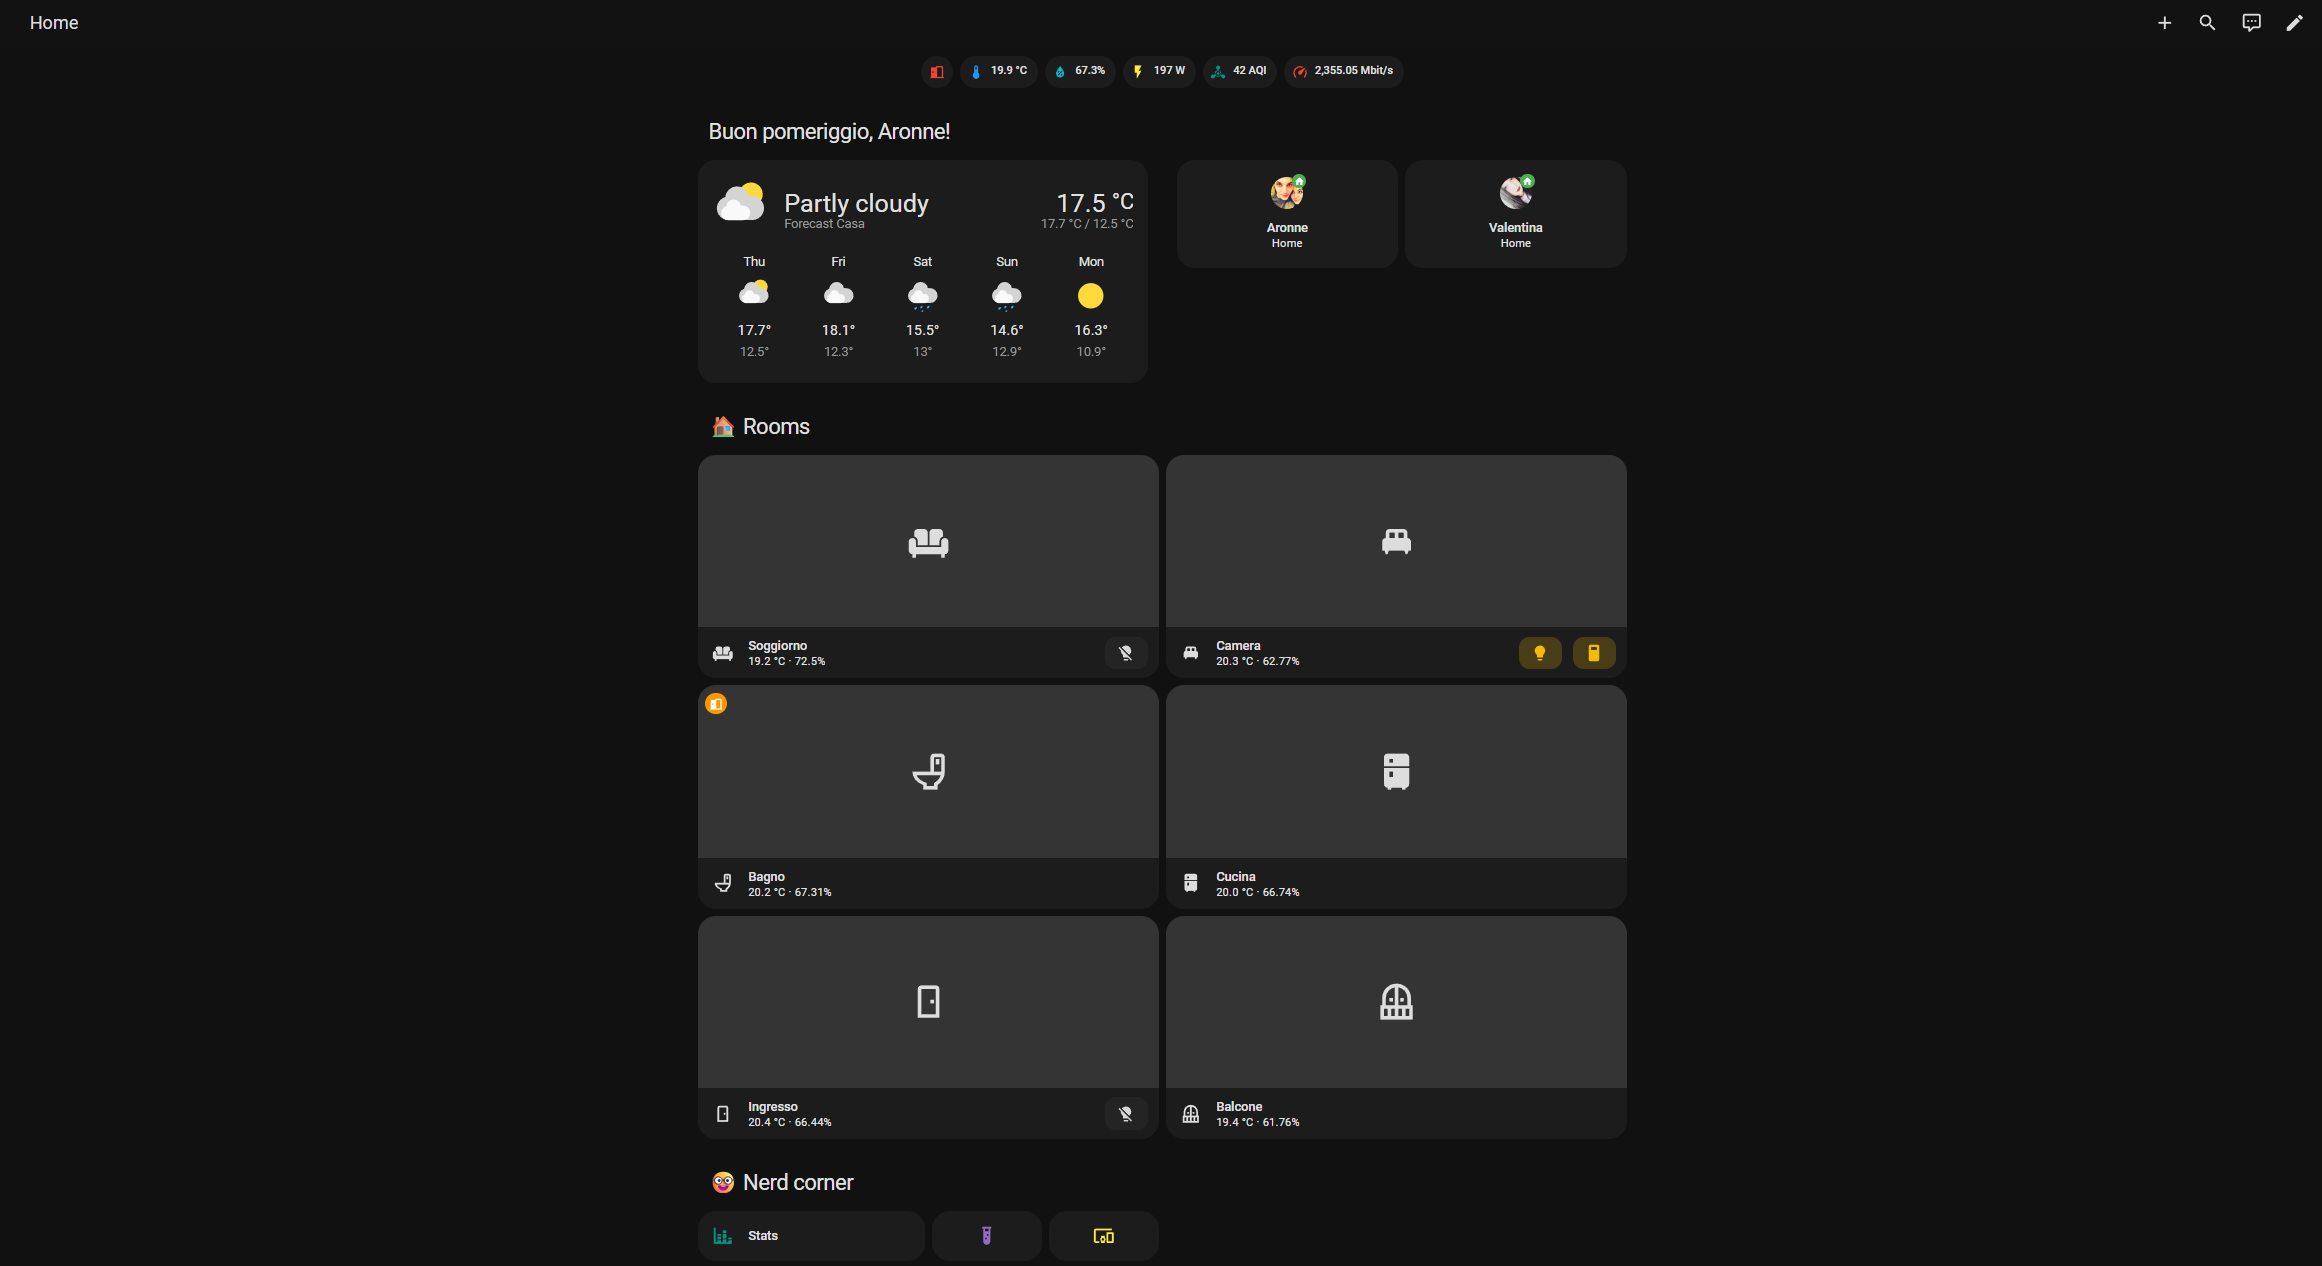 Home
19.9 °C 67.3% 197 W 42 AQI 2,355.05 Mbit/s
Buon pomeriggio, Aronne!
Partly cloudy 17.5 °C
Forecast Casa 17.7 °C / 12.5 °C
Thu Fri Sat Sun Mon
17.7° 18.1° 15.5° 14.6° 16.3°
12.5° 12.3° 13° 12.9° 10.9°
Aronne
Home
Valentina
Home
Rooms
Soggiorno
19.2 °C · 72.5%
Camera
20.3 °C · 62.77%
Bagno
20.2 °C · 67.31%
Cucina
20.0 °C · 66.74%
Ingresso
20.4 °C · 66.44%
Balcone
19.4 °C · 61.76%
Nerd corner
Stats